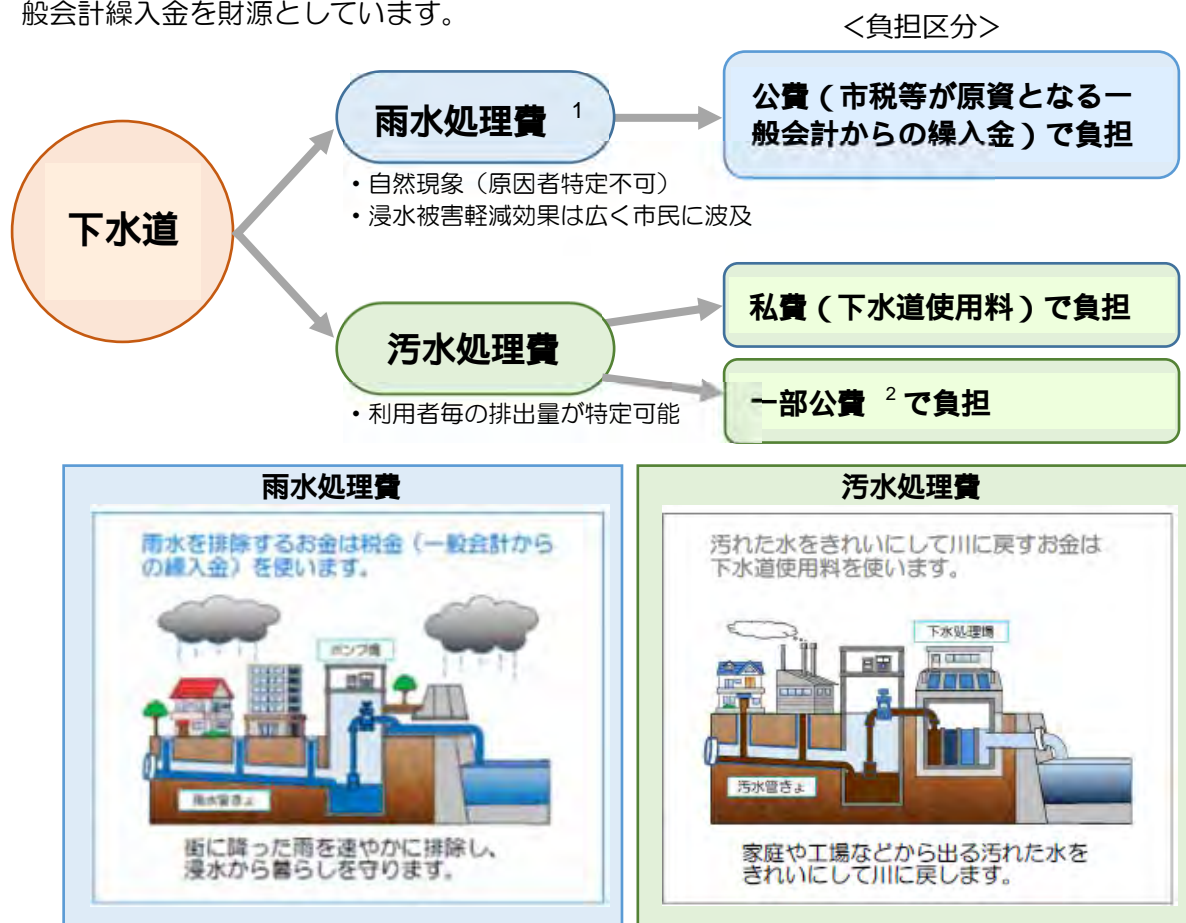 般会計繰入金を財源としています。
＜負担区分＞
公費（市税等が原資となる一
般会計からの繰入金）で負担
雨水処理費 1
・自然現象（原因者特定不可）
・浸水被害軽減効果は広く市民に波及
下水道
私費（下水道使用料）で負担
汚水処理費
一部公費 2 で負担
・利用者毎の排出量が特定可能
雨水処理費
雨水を排除するお金は税金（一般会計から
の繰入金）を使います。
ポンプ場
雨水管きょ
街に降った雨を速やかに排除し、
浸水から暮らしを守ります。
汚水処理費
汚れた水をきれいにして川に戻すお金は
下水道使用料を使います。
下水処理場
汚水管きょ
家庭や工場などから出る汚れた水を
きれいにして川に戻します。